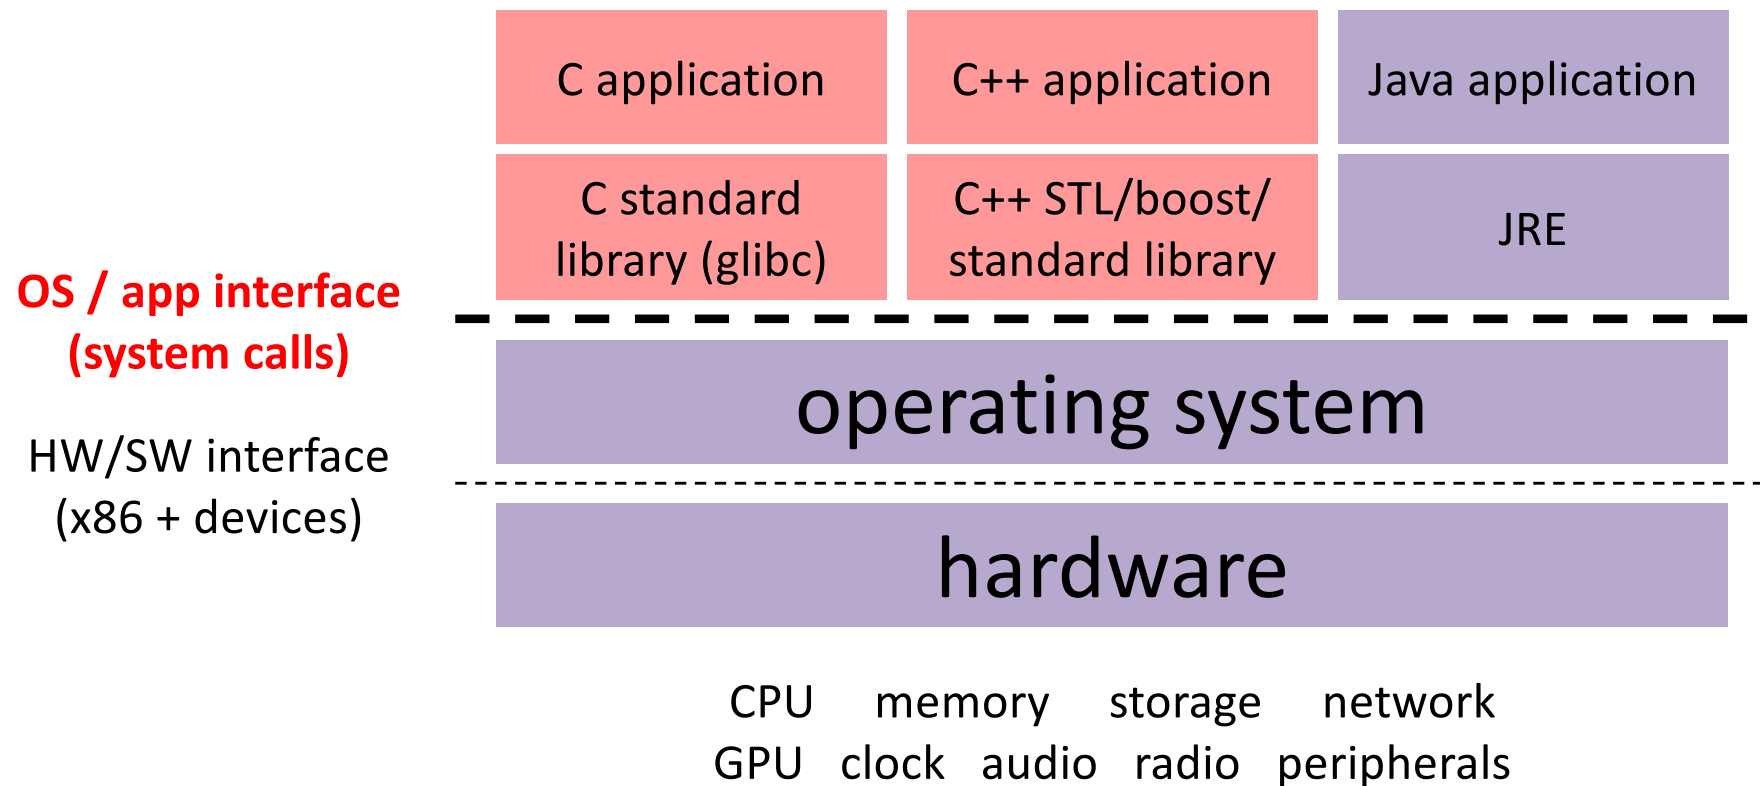 C application
C++ application
Java application
C standard
library (glibc)
C++ STL/boost/
standard library
JRE
OS / app interface
(system calls)
operating system
HW/SW interface
(x86 + devices)
hardware
CPU memory storage network
GPU clock audio radio peripherals